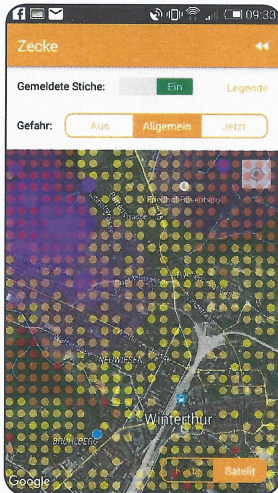 09:33
Zecke
Gemeldete Stiche: Ein Legende
Gefahr: Aus Allgemein Jetzt
Friedhof Rosenberg
NEUWIESEN
Winterthur
BRÜHLBERG
Google
Satellit